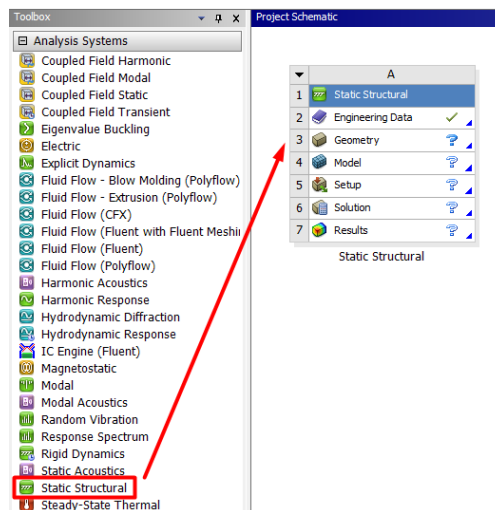 Toolbox
Project Schematic
Analysis Systems
Coupled Field Harmonic
Coupled Field Modal
Coupled Field Static
Coupled Field Transient
Eigenvalue Buckling
Electric
Explicit Dynamics
Fluid Flow - Blow Molding (Polyflow)
Fluid Flow - Extrusion (Polyflow)
Fluid Flow (CFX)
Fluid Flow (Fluent with Fluent Meshi
Fluid Flow (Fluent)
Fluid Flow (Polyflow)
Harmonic Acoustics
Harmonic Response
Hydrodynamic Diffraction
Hydrodynamic Response
IC Engine (Fluent)
Magnetostatic
Modal
Modal Acoustics
Random Vibration
Response Spectrum
Rigid Dynamics
Static Acoustics
Static Structural
Steady-State Thermal
A
1 Static Structural
2 Engineering Data
3 Geometry ?
4 Model ?
5 Setup ?
6 Solution ?
7 Results ?
Static Structural